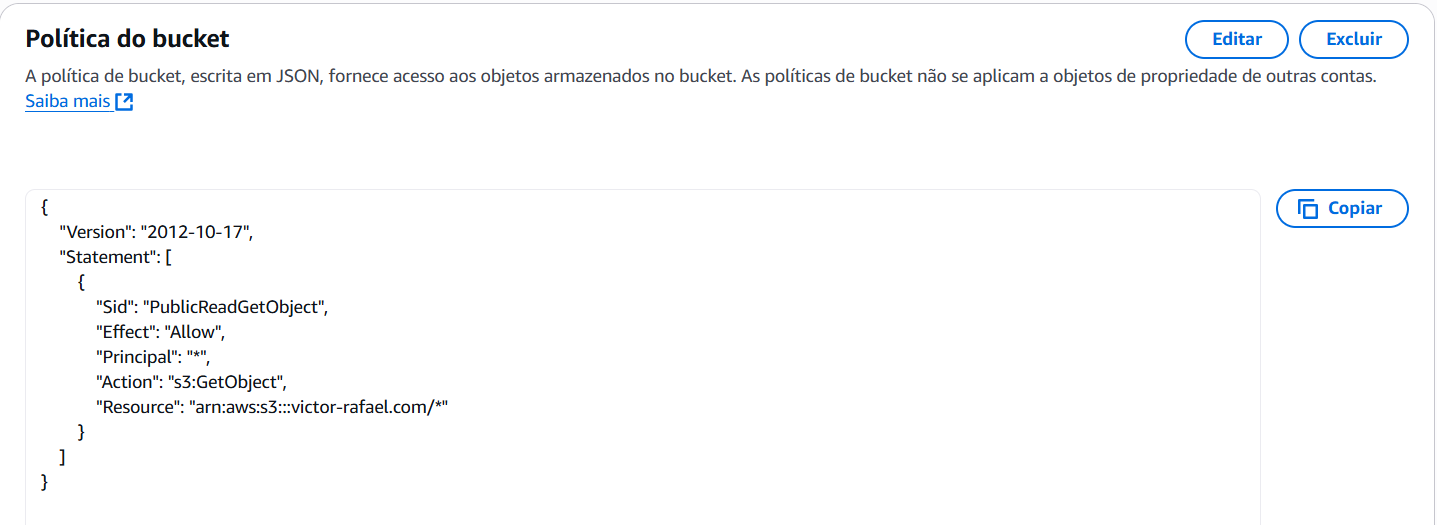 Política do bucket
Editar
Excluir
A política de bucket, escrita em JSON, fornece acesso aos objetos armazenados no bucket. As políticas de bucket não se aplicam a objetos de propriedade de outras contas.
Saiba mais
Copiar
{
"Version": "2012-10-17",
"Statement": [
{
"Sid": "PublicReadGetObject",
"Effect": "Allow",
"Principal": "*",
"Action": "s3:GetObject",
"Resource": "arn:aws:s3:::victor-rafael.com/*"
}
]
}